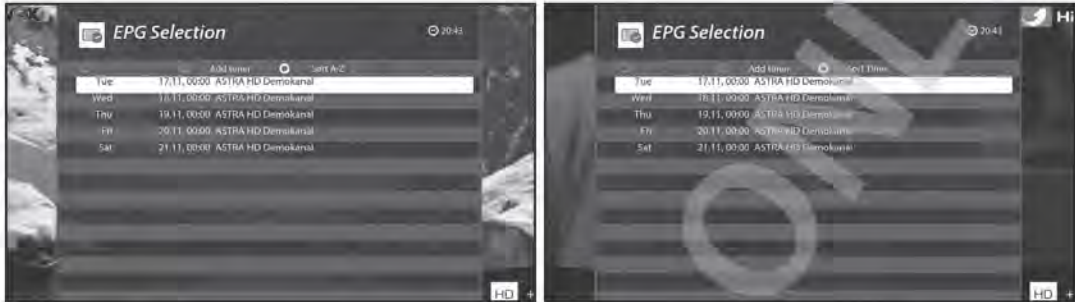 EPG Selection
20:43
Add timer Sort A-Z
Tue 17.11, 00:00 ASTRA HD Demokanal
Wed 18.11, 00:00 ASTRA HD Demokanal
Thu 19.11, 00:00 ASTRA HD Demokanal
Fri 20.11, 00:00 ASTRA HD Demokanal
Sat 21.11, 00:00 ASTRA HD Demokanal
HD +
EPG Selection
20:43
Hi
Add timer Sort Time
Tue 17.11, 00:00 ASTRA HD Demokanal
Wed 18.11, 00:00 ASTRA HD Demokanal
Thu 19.11, 00:00 ASTRA HD Demokanal
Fri 20.11, 00:00 ASTRA HD Demokanal
Sat 21.11, 00:00 ASTRA HD Demokanal
HD +